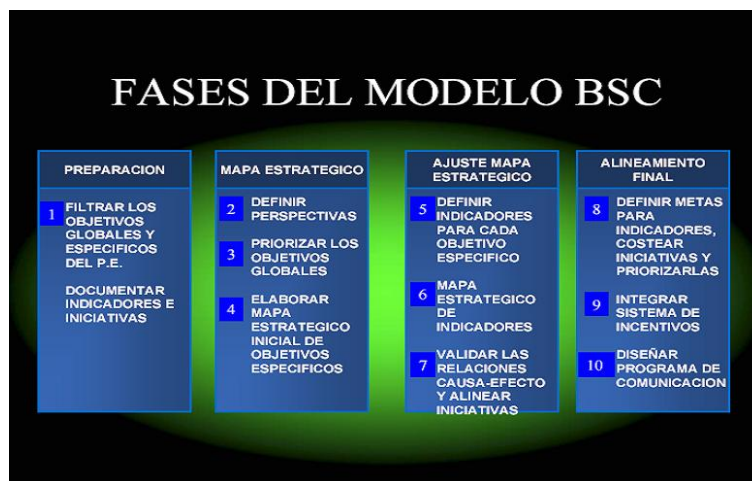 FASES DEL MODELO BSC
PREPARACION
1
FILTRAR LOS
OBJETIVOS
GLOBALES Y
ESPECIFICOS
DEL P.E.
DOCUMENTAR
INDICADORES E
INICIATIVAS
MAPA ESTRATEGICO
2
DEFINIR
PERSPECTIVAS
3
PRIORIZAR LOS
OBJETIVOS
GLOBALES
4
ELABORAR
MAPA
ESTRATEGICO
INICIAL DE
OBJETIVOS
ESPECIFICOS
AJUSTE MAPA
ESTRATEGICO
5
DEFINIR
INDICADORES
PARA CADA
OBJETIVO
ESPECIFICO
6
MAPA
ESTRATEGICO
DE
INDICADORES
7
VALIDAR LAS
RELACIONES
CAUSA-EFECTO
Y ALINEAR
INICIATIVAS
ALINEAMIENTO
FINAL
8
DEFINIR METAS
PARA
INDICADORES,
COSTEAR
INICIATIVAS Y
PRIORIZARLAS
9
INTEGRAR
SISTEMA DE
INCENTIVOS
10
DISEÑAR
PROGRAMA DE
COMUNICACION